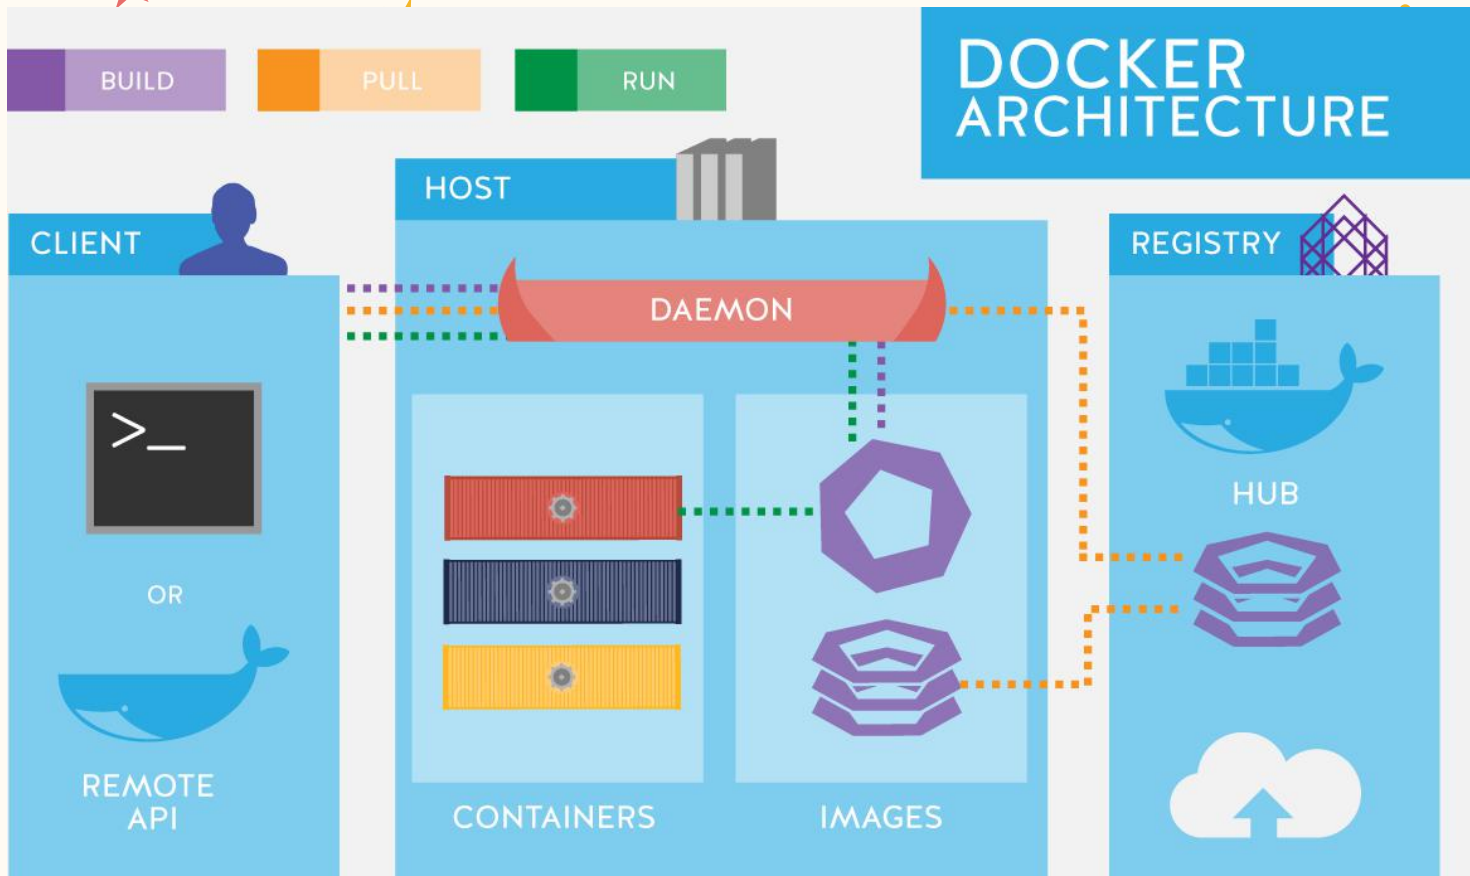 BUILD
PULL
RUN
DOCKER
ARCHITECTURE
CLIENT
>_
OR
REMOTE
API
HOST
DAEMON
CONTAINERS
IMAGES
REGISTRY
HUB